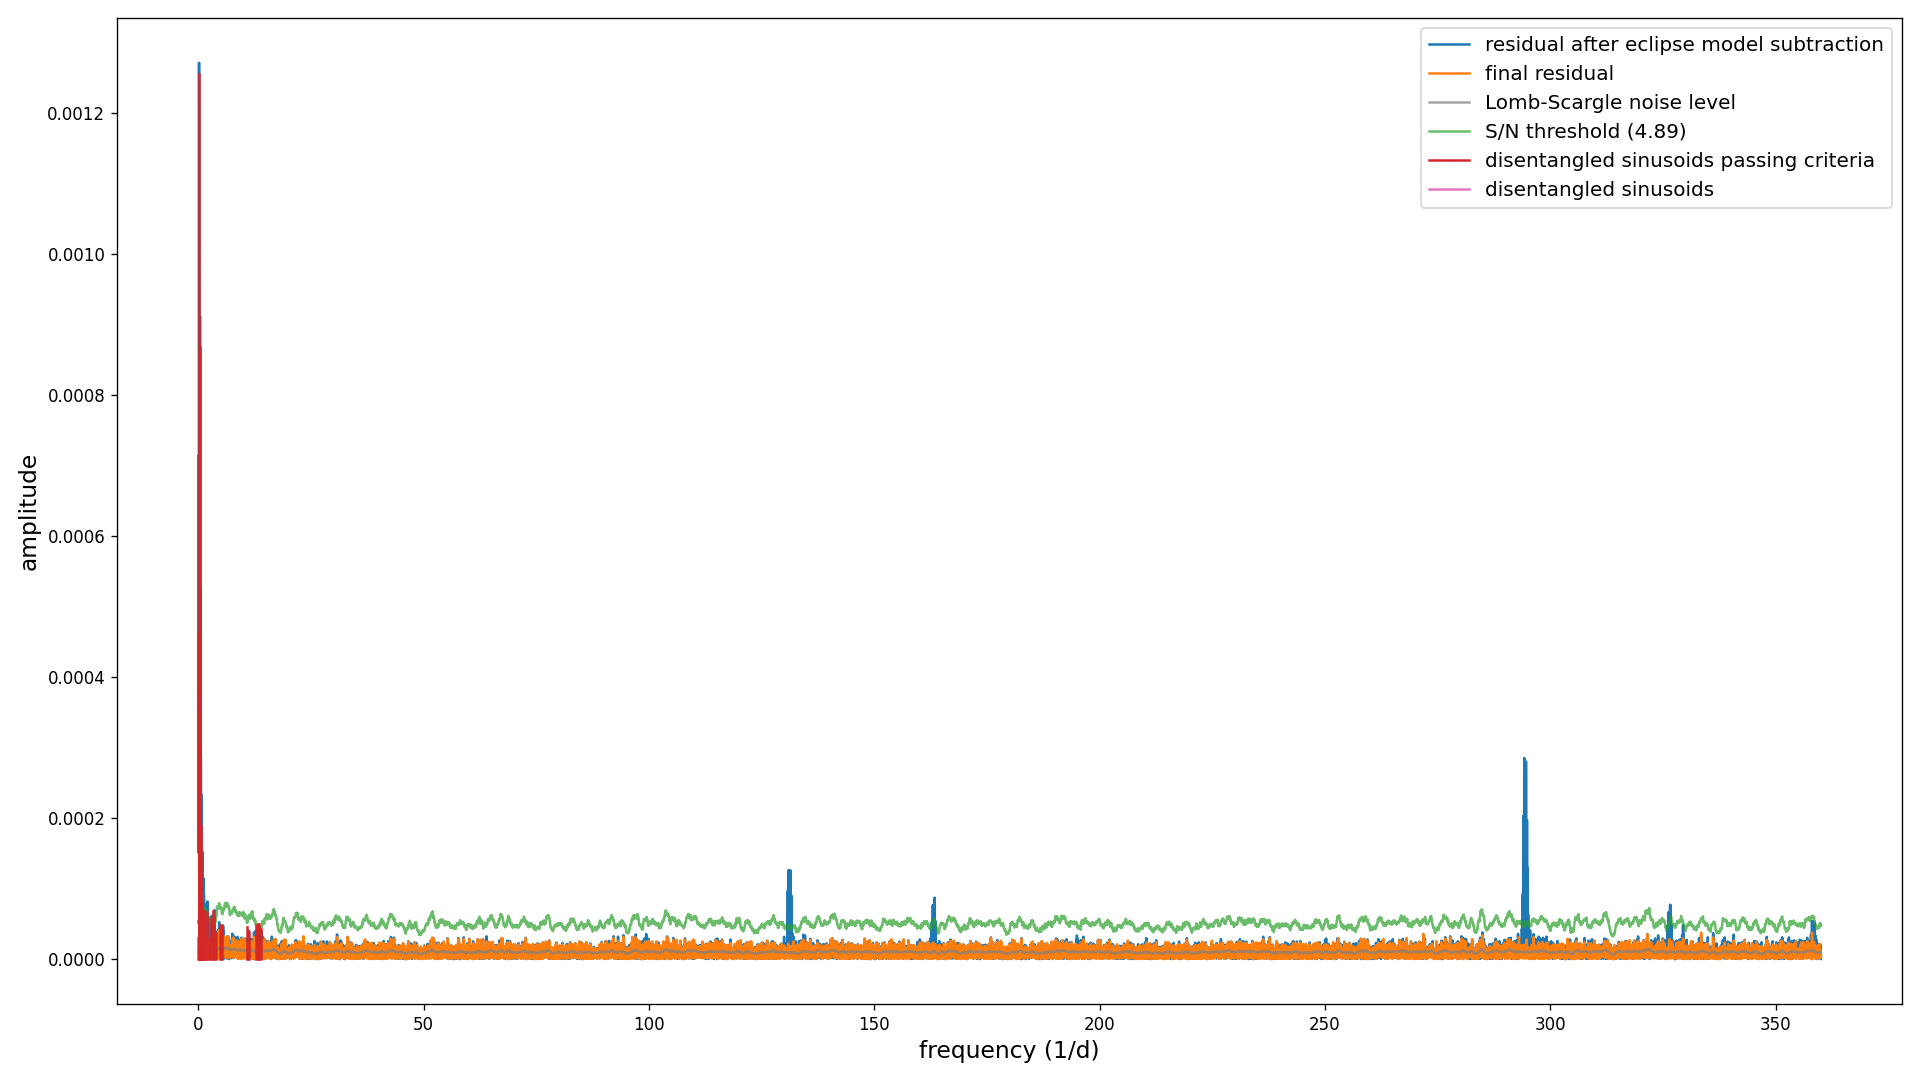 residual after eclipse model subtraction
final residual
Lomb-Scargle noise level
S/N threshold (4.89)
disentangled sinusoids passing criteria
disentangled sinusoids
0.0012
0.0010
0.0008
0.0006
0.0004
0.0002
0.0000
amplitude
0 50 100 150 200 250 300 350
frequency (1/d)